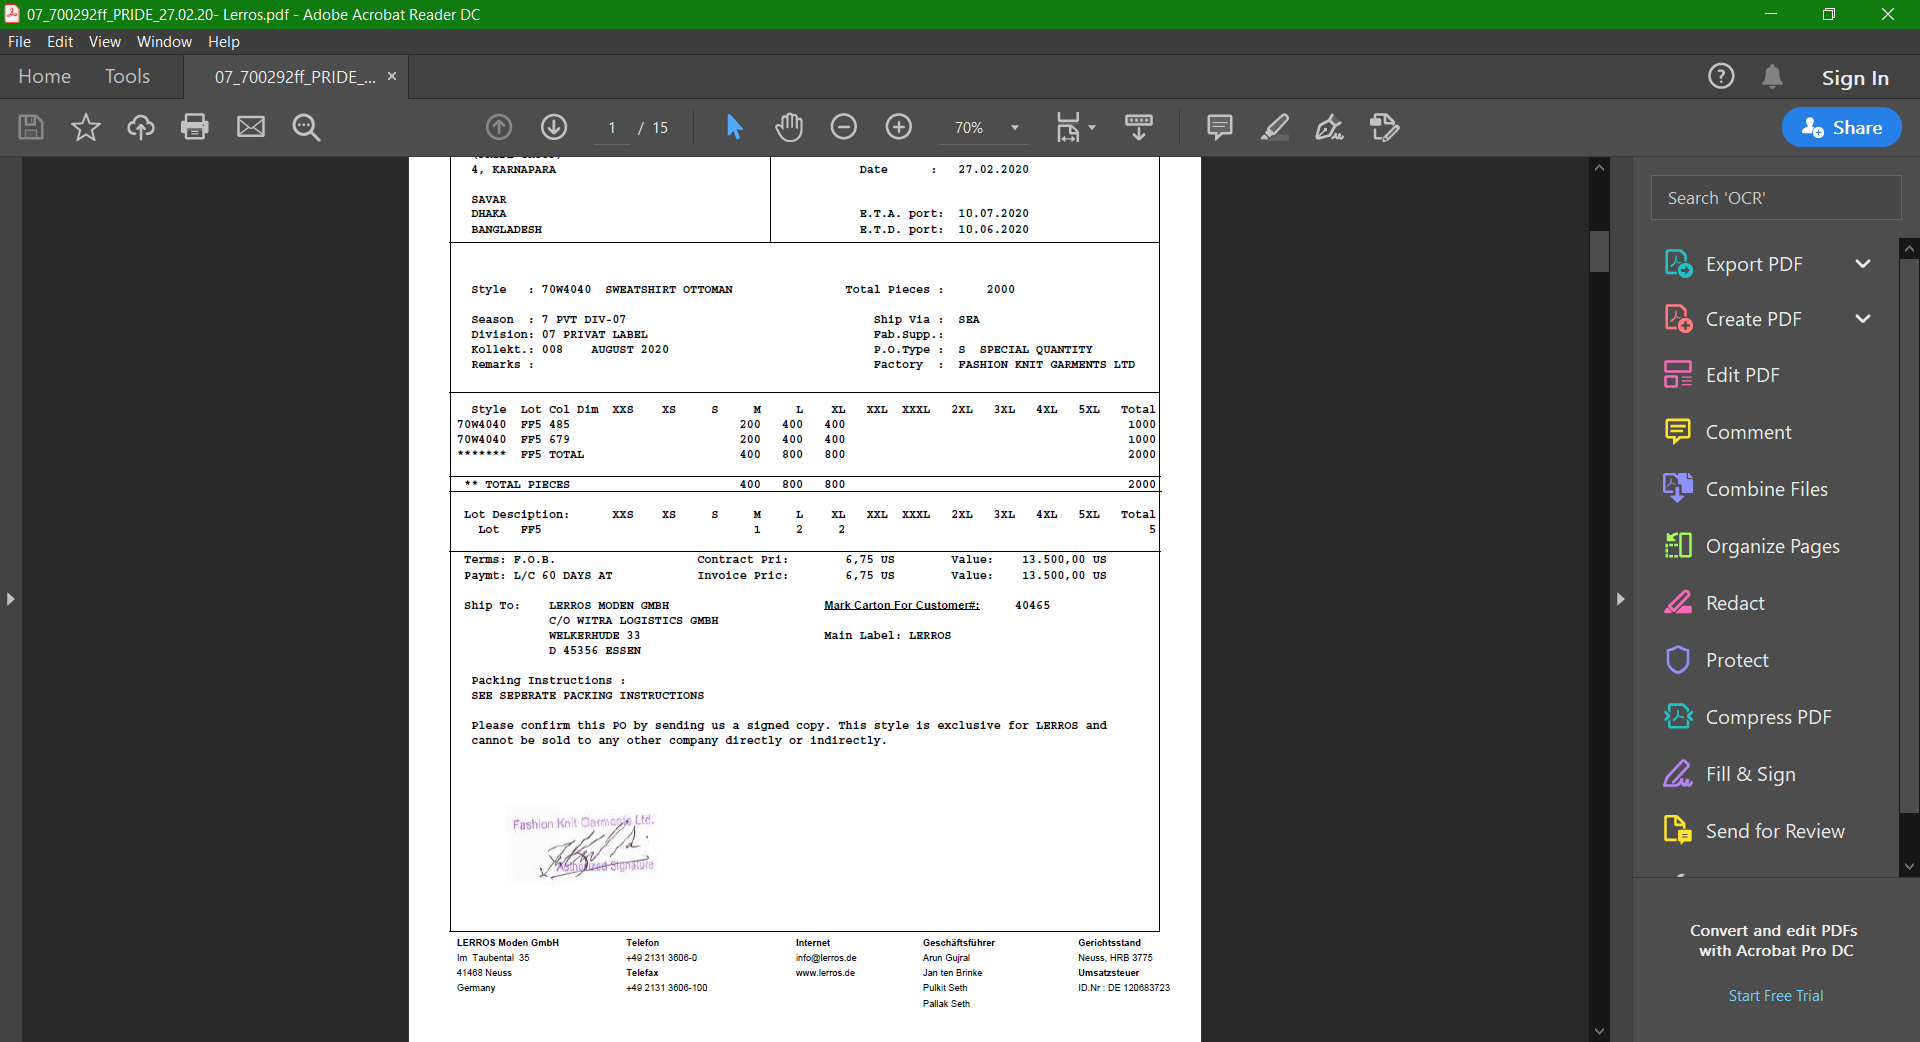 07_700292ff_PRIDE_27.02.20- Lerros.pdf - Adobe Acrobat Reader DC
File Edit View Window Help
Home Tools 07_700292ff_PRIDE_... × Sign In
1 / 15 70% Share
4, KARNAPARA Date : 27.02.2020
SAVAR
DHAKA E.T.A. port: 10.07.2020
BANGLADESH E.T.D. port: 10.06.2020
Style : 70W4040 SWEATSHIRT OTTOMAN Total Pieces : 2000
Season : 7 PVT DIV-07 Ship Via : SEA
Division: 07 PRIVAT LABEL Fab.Supp.:
Kollekt.: 008 AUGUST 2020 P.O.Type : S SPECIAL QUANTITY
Remarks : Factory : FASHION KNIT GARMENTS LTD
Style Lot Col Dim XXS XS S M L XL XXL XXXL 2XL 3XL 4XL 5XL Total
70W4040 FF5 485 200 400 400 1000
70W4040 FF5 679 200 400 400 1000
******* FF5 TOTAL 400 800 800 2000
** TOTAL PIECES 400 800 800 2000
Lot Desciption: XXS XS S M L XL XXL XXXL 2XL 3XL 4XL 5XL Total
Lot FF5 1 2 2 5
Terms: F.O.B. Contract Pri: 6,75 US Value: 13.500,00 US
Paymt: L/C 60 DAYS AT Invoice Pric: 6,75 US Value: 13.500,00 US
Ship To: LERROS MODEN GMBH Mark Carton For Customer#: 40465
C/O WITRA LOGISTICS GMBH
WELKERHUDE 33 Main Label: LERROS
D 45356 ESSEN
Packing Instructions :
SEE SEPERATE PACKING INSTRUCTIONS
Please confirm this PO by sending us a signed copy. This style is exclusive for LERROS and
cannot be sold to any other company directly or indirectly.
Fashion Knit Garments Ltd.
Authorized Signature
LERROS Moden GmbH Telefon Internet Geschäftsführer Gerichtsstand
Im Taubental 35 +49 2131 3606-0 info@lerros.de Arun Gujral Neuss, HRB 3775
41468 Neuss Telefax www.lerros.de Jan ten Brinke Umsatzsteuer
Germany +49 2131 3606-100 Pulkit Seth ID.Nr : DE 120683723
Pallak Seth
Search 'OCR'
Export PDF
Create PDF
Edit PDF
Comment
Combine Files
Organize Pages
Redact
Protect
Compress PDF
Fill & Sign
Send for Review
Convert and edit PDFs
with Acrobat Pro DC
Start Free Trial